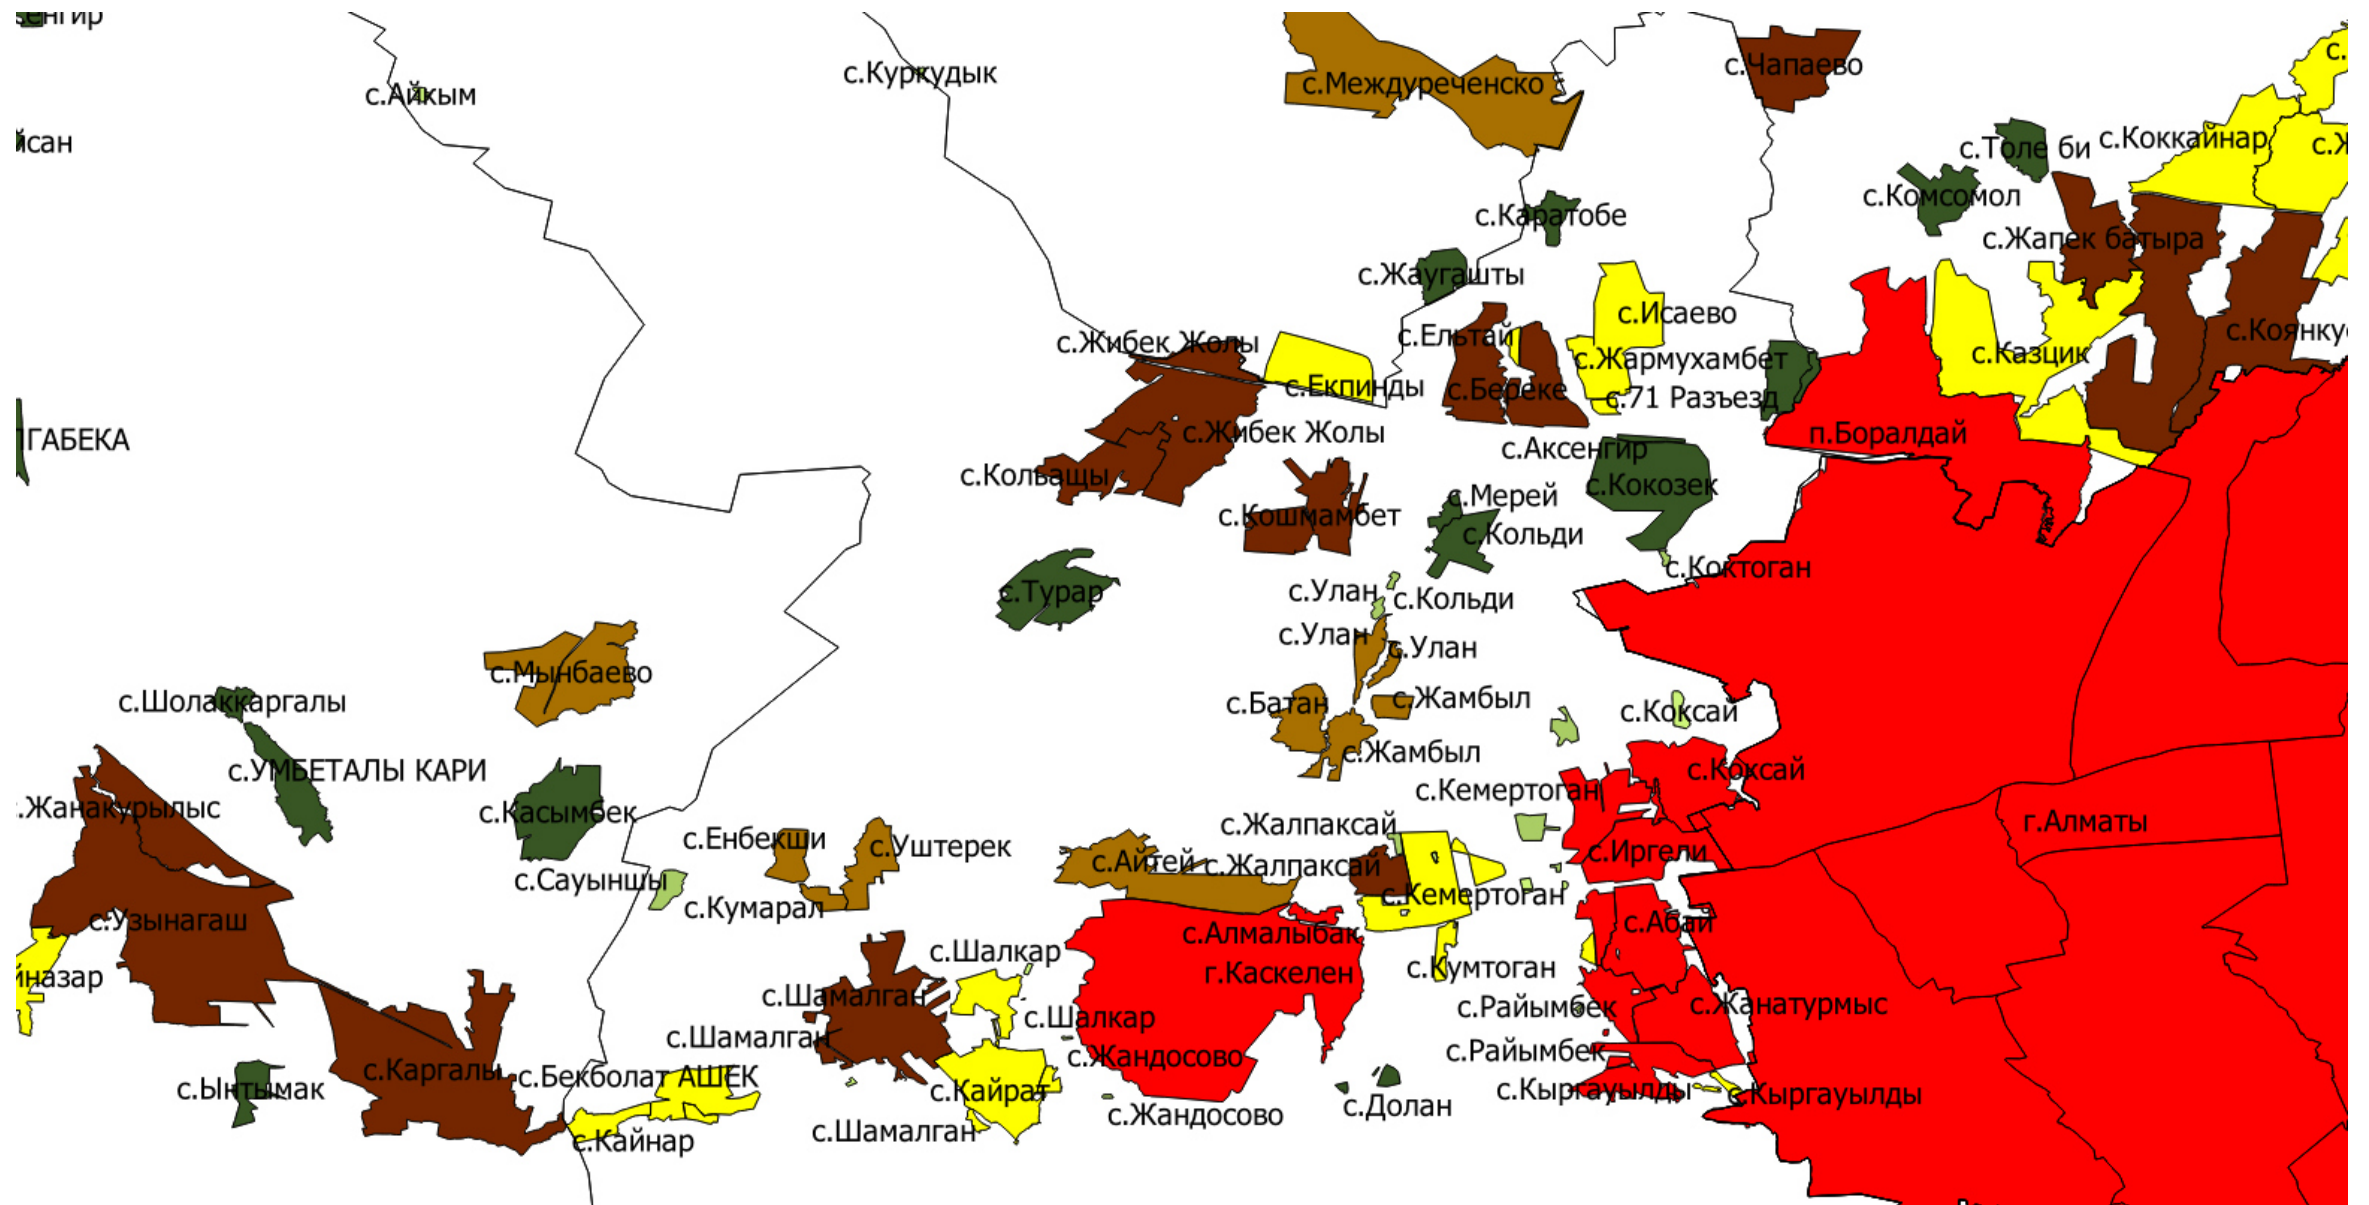 с.Айкым
с.Куркудык
с.Междуреченско
с.Чапаево
с.Толе би
с.Коккайнар
с.Комсомол
с.Каратобе
с.Жапек батыра
с.Жаугашты
с.Исаево
с.Ельтай
с.Жибек Жолы
с.Жармухамбет
с.Казцик
с.Екпинды
с.Береке
с.71 Разъезд
с.Жибек Жолы
п.Боралдай
ГАБЕКА
с.Аксенгир
с.Кольащы
с.Кокозек
с.Мерей
с.Кошмамбет
с.Кольди
с.Коктоган
с.Турар
с.Улан
с.Кольди
с.Улан
с.Улан
с.Мынбаево
с.Шолаккаргалы
с.Батан
с.Жамбыл
с.Коксай
с.Жамбыл
с.УМБЕТАЛЫ КАРИ
с.Коксай
с.Кемертоган
.Жанакурылыс
с.Касымбек
с.Жалпаксай
г.Алматы
с.Енбекши
с.Уштерек
с.Айтей
с.Жалпаксай
с.Иргели
с.Сауыншы
с.Кемертоган
с.Кумарал
с.Узынагаш
с.Абай
с.Алмалыбак
с.Шалкар
с.Кумтоган
г.Каскелен
с.Шамалган
с.Райымбек
с.Жанатурмыс
с.Шалкар
с.Шамалган
с.Райымбек
с.Жандосово
с.Каргалы
с.Бекболат АШЕК
с.Ынтымак
с.Кайрат
с.Кыргауылды
с.Кыргауылды
с.Долан
с.Жандосово
с.Шамалган
с.Кайнар